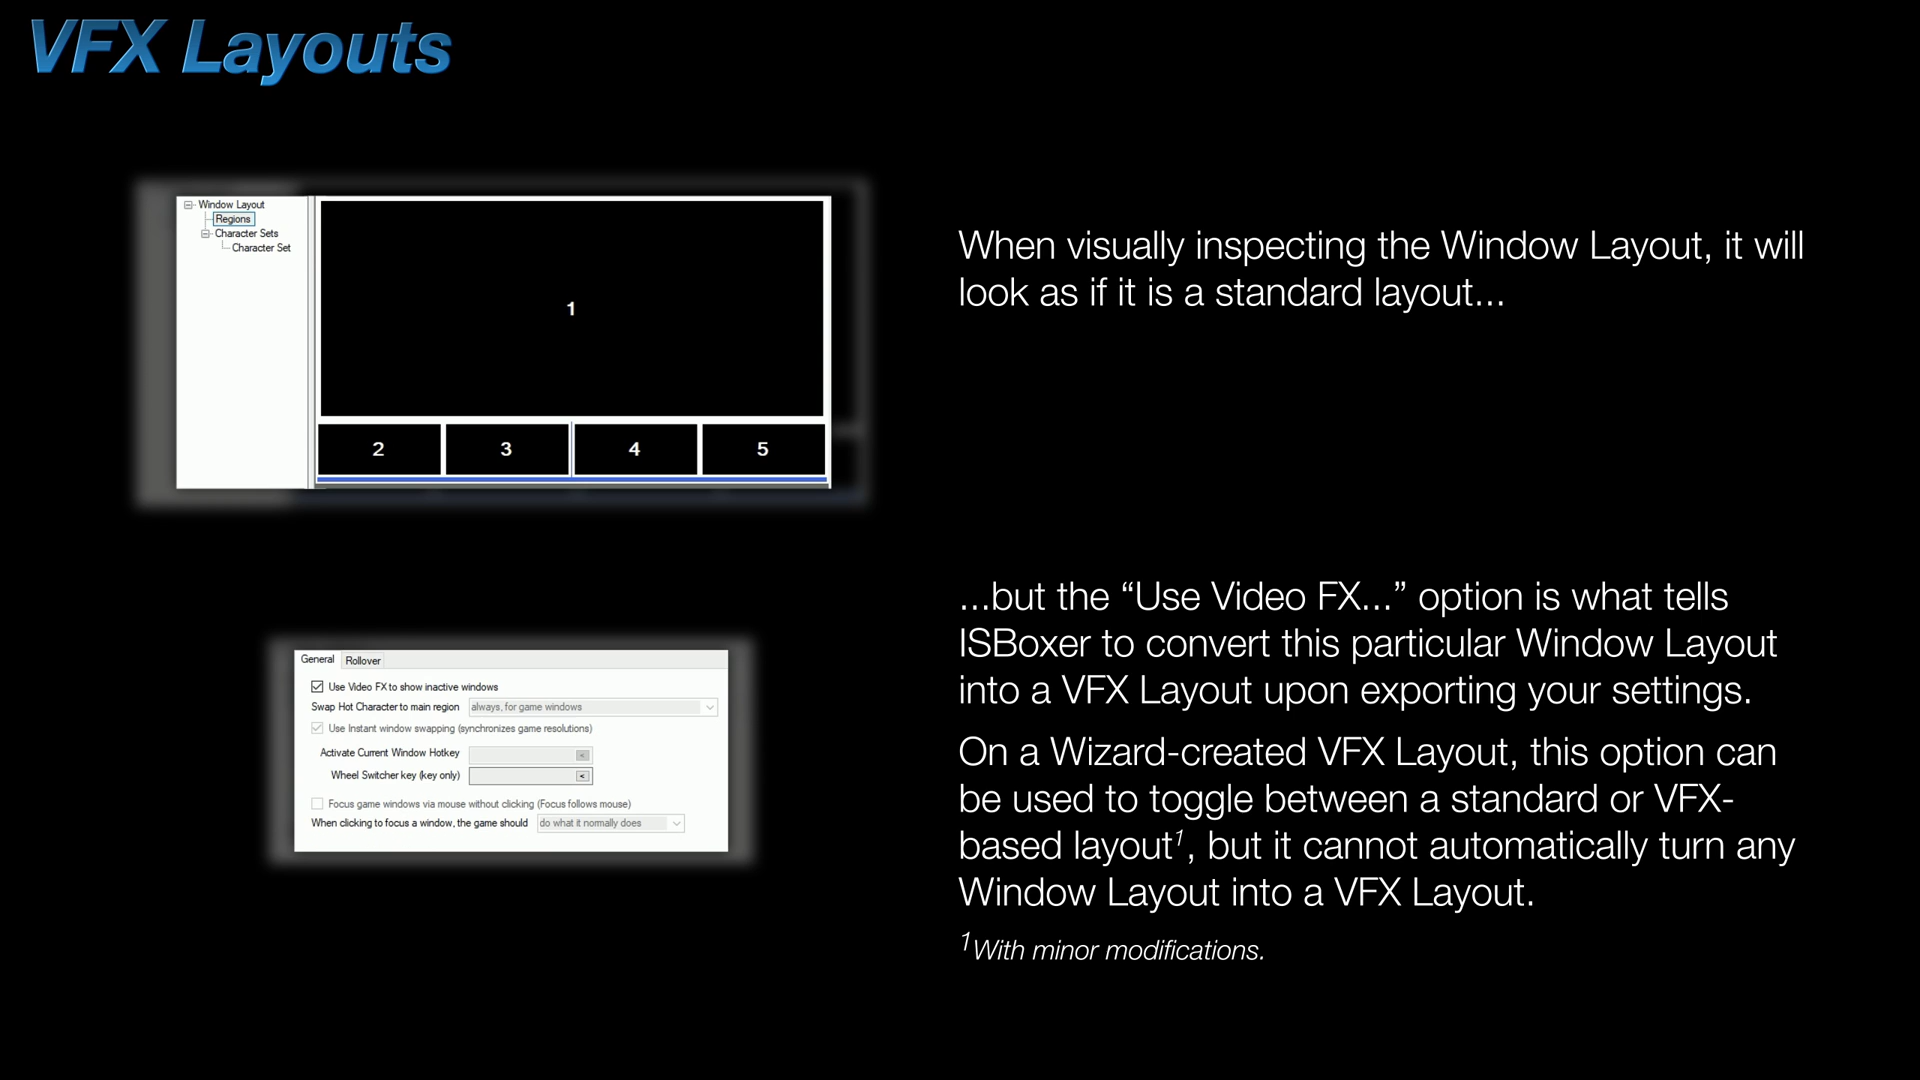 VFX Layouts
Window Layout
Regions
Character Sets
Character Set
1
2
3
4
5
When visually inspecting the Window Layout, it will
look as if it is a standard layout...
General
Rollover
Use Video FX to show inactive windows
Swap Hot Character to main region
always, for game windows
Use Instant window swapping (synchronizes game resolutions)
Activate Current Window Hotkey
<
Wheel Switcher key (key only)
<
Focus game windows via mouse without clicking (Focus follows mouse)
When clicking to focus a window, the game should
do what it normally does
...but the “Use Video FX...” option is what tells
ISBoxer to convert this particular Window Layout
into a VFX Layout upon exporting your settings.
On a Wizard-created VFX Layout, this option can
be used to toggle between a standard or VFX-
based layout¹, but it cannot automatically turn any
Window Layout into a VFX Layout.
¹With minor modifications.